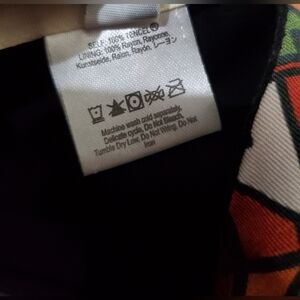 SELF: 100% TENCEL®
LINING: 100% Rayon, Rayonne,
Kunstseide, Raion, Rayón, レーヨン
Machine wash cold separately,
Delicate cycle, Do Not Bleach,
Tumble Dry Low, Do Not Wring. Do Not
Iron